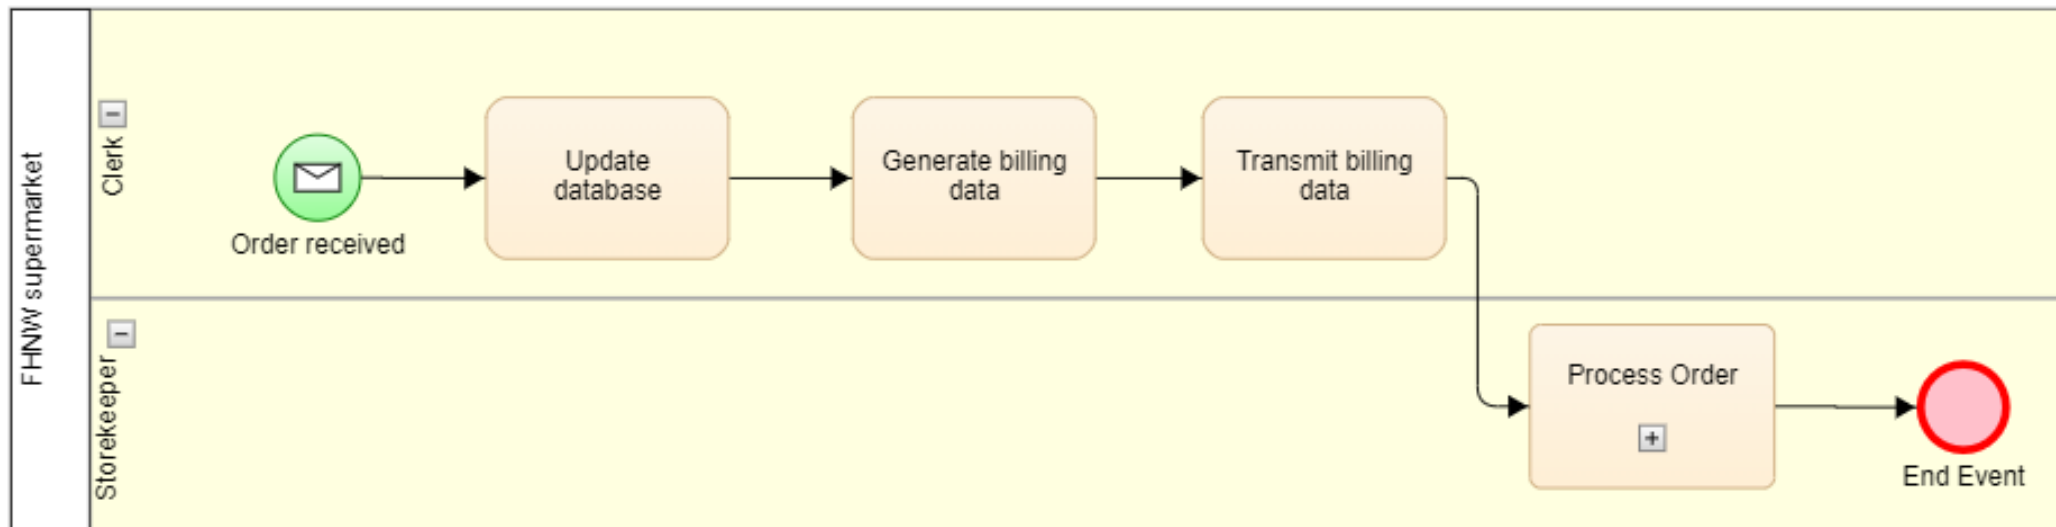 FHNW supermarket
Clerk
Order received
Update
database
Generate billing
data
Transmit billing
data
Storekeeper
Process Order
End Event